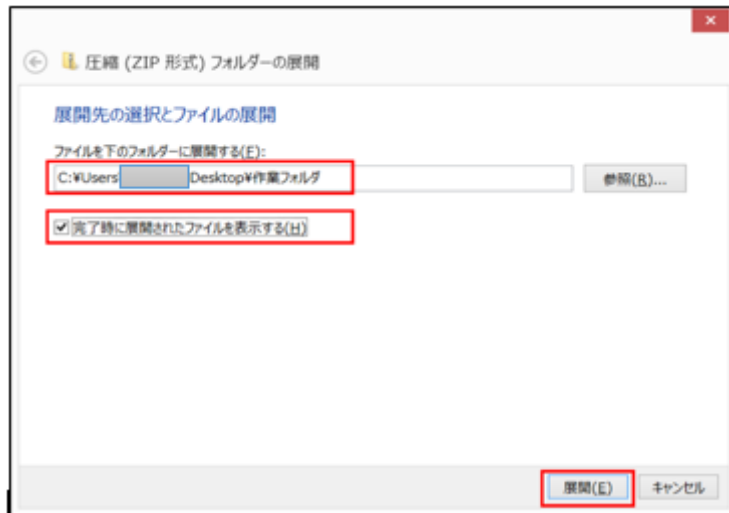 圧縮 (ZIP 形式) フォルダーの展開
展開先の選択とファイルの展開
ファイルを下のフォルダーに展開する(F):
C:¥Users Desktop¥作業フォルダ
参照(R)...
完了時に展開されたファイルを表示する(H)
展開(E)
キャンセル